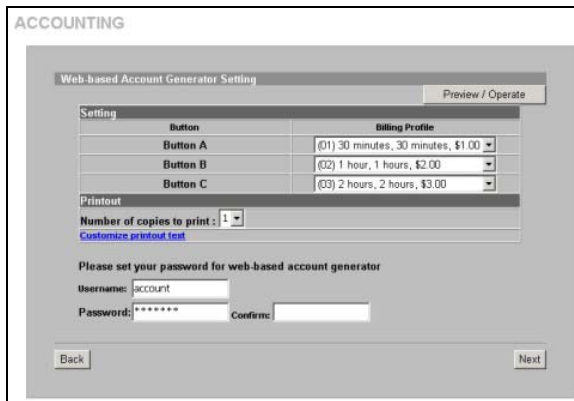 ACCOUNTING
Web-based Account Generator Setting
Preview / Operate
Setting
Button Billing Profile
Button A (01) 30 minutes, 30 minutes, $1.00
Button B (02) 1 hour, 1 hours, $2.00
Button C (03) 2 hours, 2 hours, $3.00
Printout
Number of copies to print : 1
Customize printout text
Please set your password for web-based account generator
Username: account
Password: ******* Confirm:
Back Next